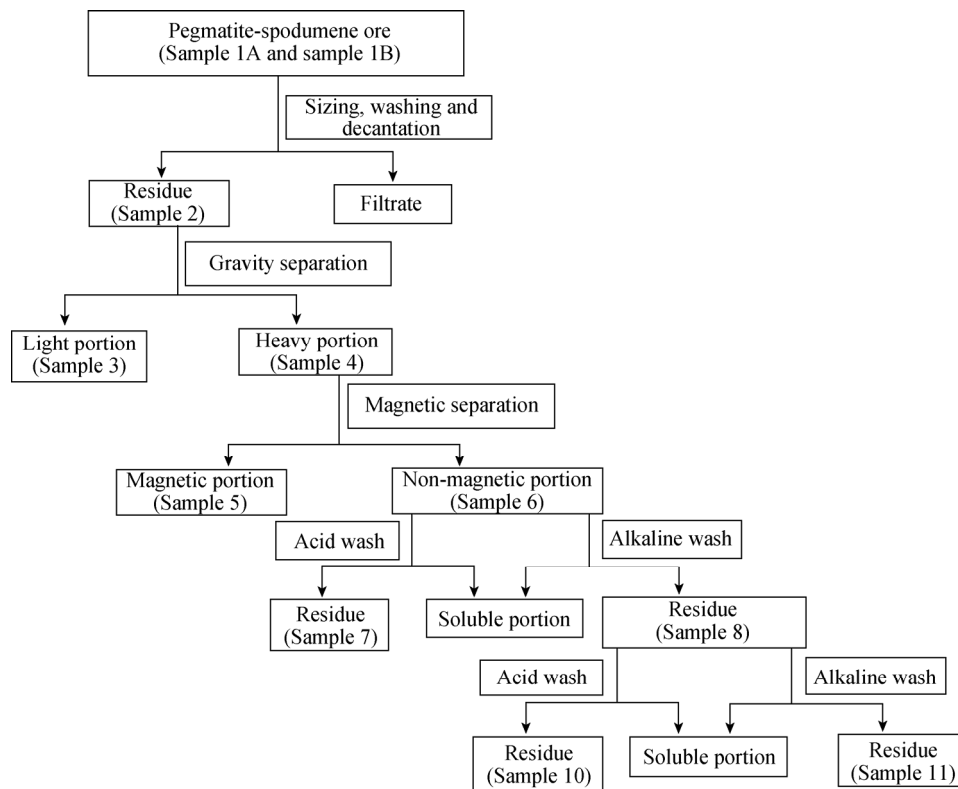 Pegmatite-spodumene ore
(Sample 1A and sample 1B)
Sizing, washing and
decantation
Residue
(Sample 2)
Filtrate
Gravity separation
Light portion
(Sample 3)
Heavy portion
(Sample 4)
Magnetic separation
Magnetic portion
(Sample 5)
Non-magnetic portion
(Sample 6)
Acid wash
Alkaline wash
Residue
(Sample 7)
Soluble portion
Residue
(Sample 8)
Acid wash
Alkaline wash
Residue
(Sample 10)
Soluble portion
Residue
(Sample 11)